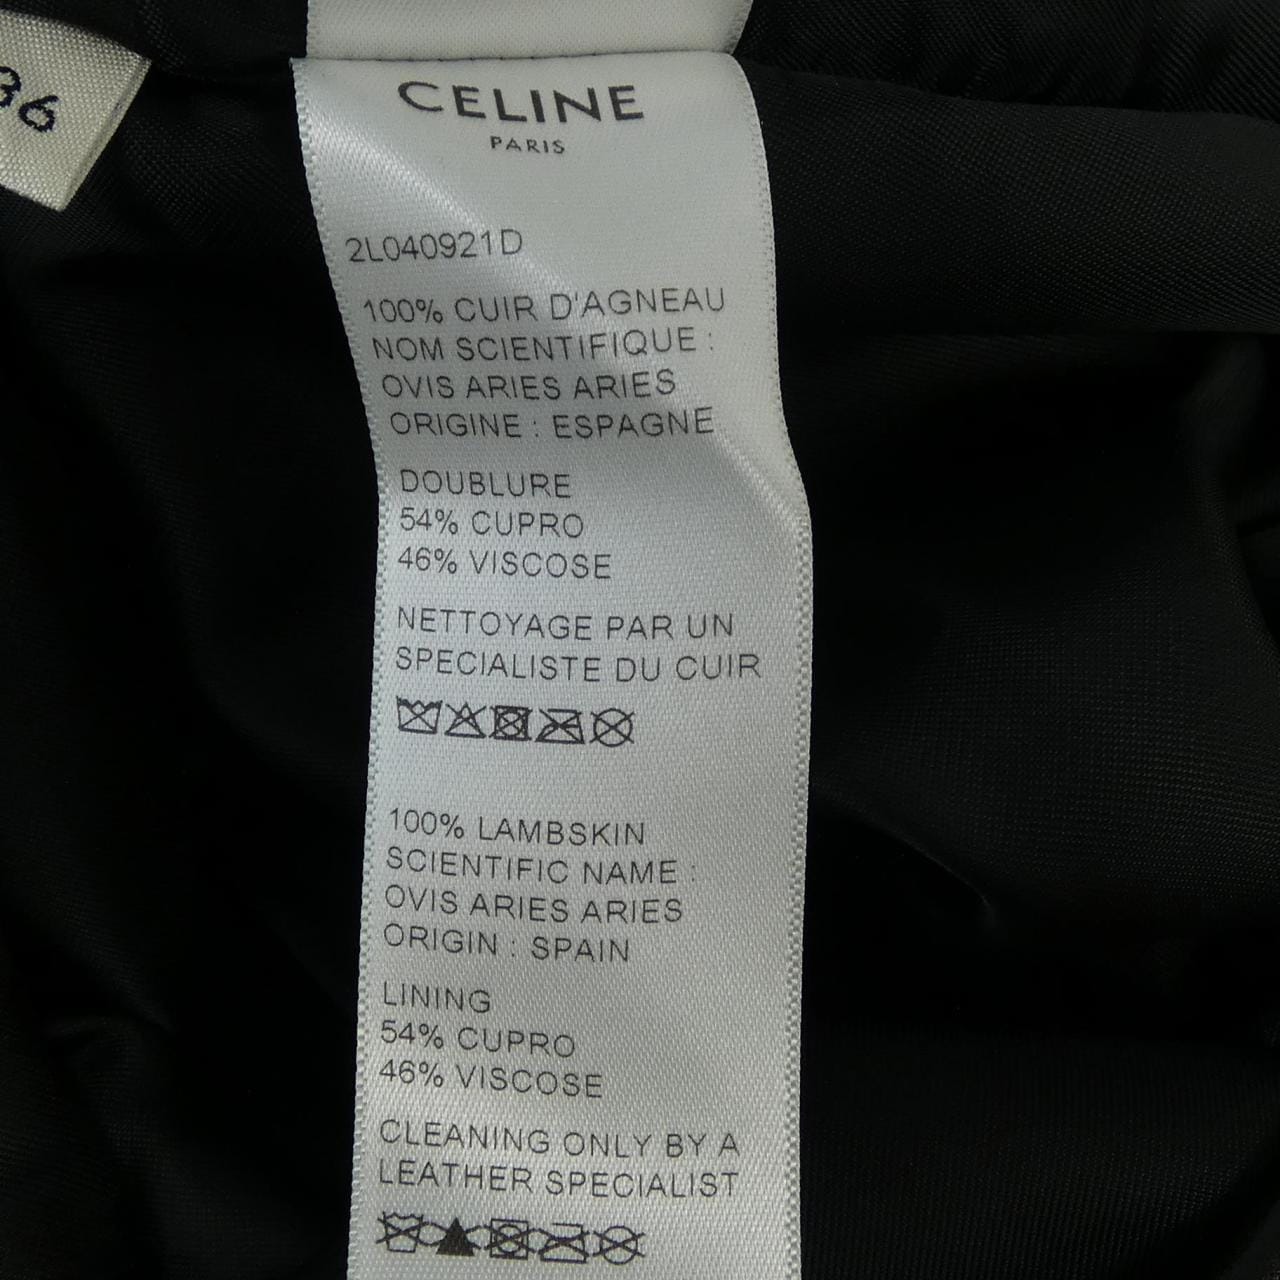 36
CELINE
PARIS
2L040921D
100% CUIR D'AGNEAU
NOM SCIENTIFIQUE :
OVIS ARIES ARIES
ORIGINE : ESPAGNE
DOUBLURE
54% CUPRO
46% VISCOSE
NETTOYAGE PAR UN
SPECIALISTE DU CUIR
100% LAMBSKIN
SCIENTIFIC NAME :
OVIS ARIES ARIES
ORIGIN : SPAIN
LINING
54% CUPRO
46% VISCOSE
CLEANING ONLY BY A
LEATHER SPECIALIST